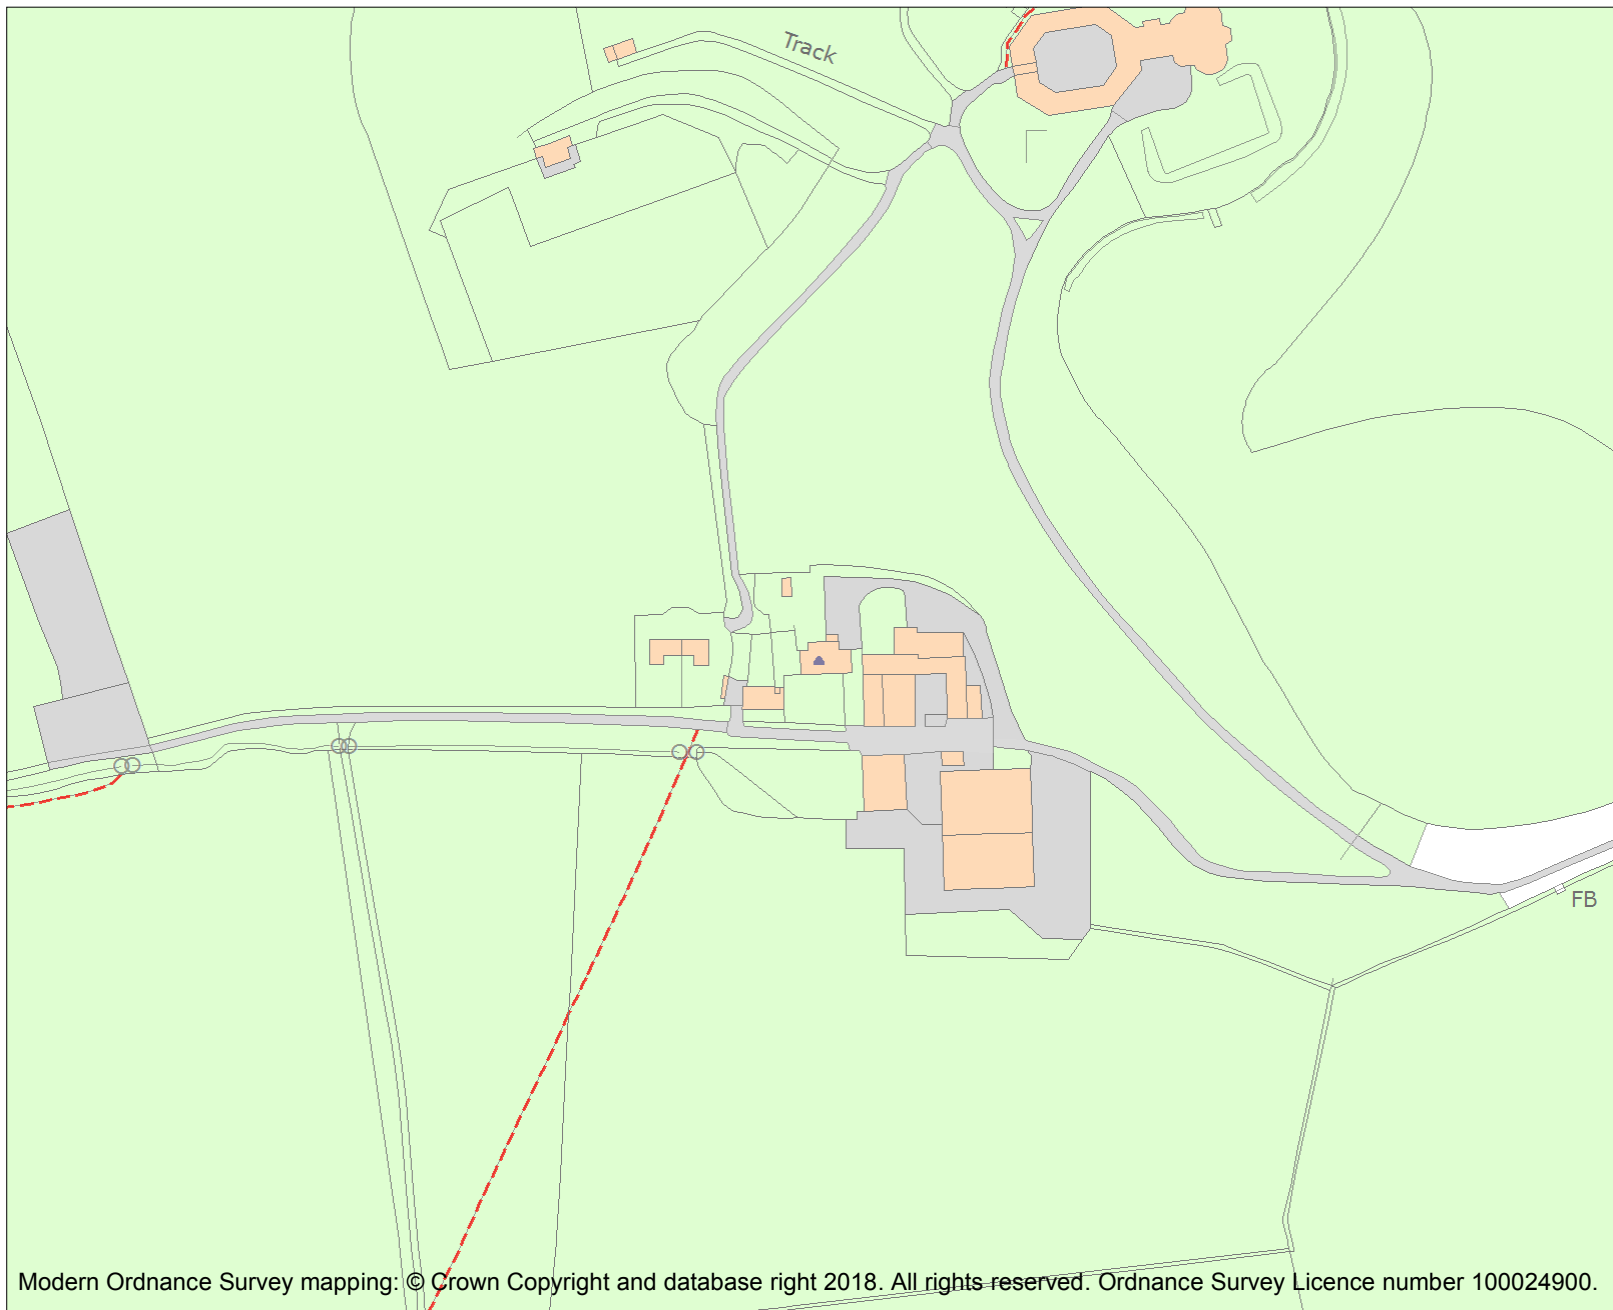 Track
FB
Modern Ordnance Survey mapping: © Crown Copyright and database right 2018. All rights reserved. Ordnance Survey Licence number 100024900.